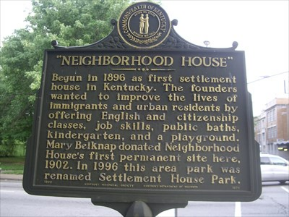 "NEIGHBORHOOD HOUSE"
Begun in 1896 as first settlement
house in Kentucky. The founders
wanted to improve the lives of
immigrants and urban residents by
offering English and citizenship
classes, job skills, public baths,
kindergarten, and a playground.
Mary Belknap donated Neighborhood
House's first permanent site here,
1902. In 1996 this area park was
renamed Settlement House Park.